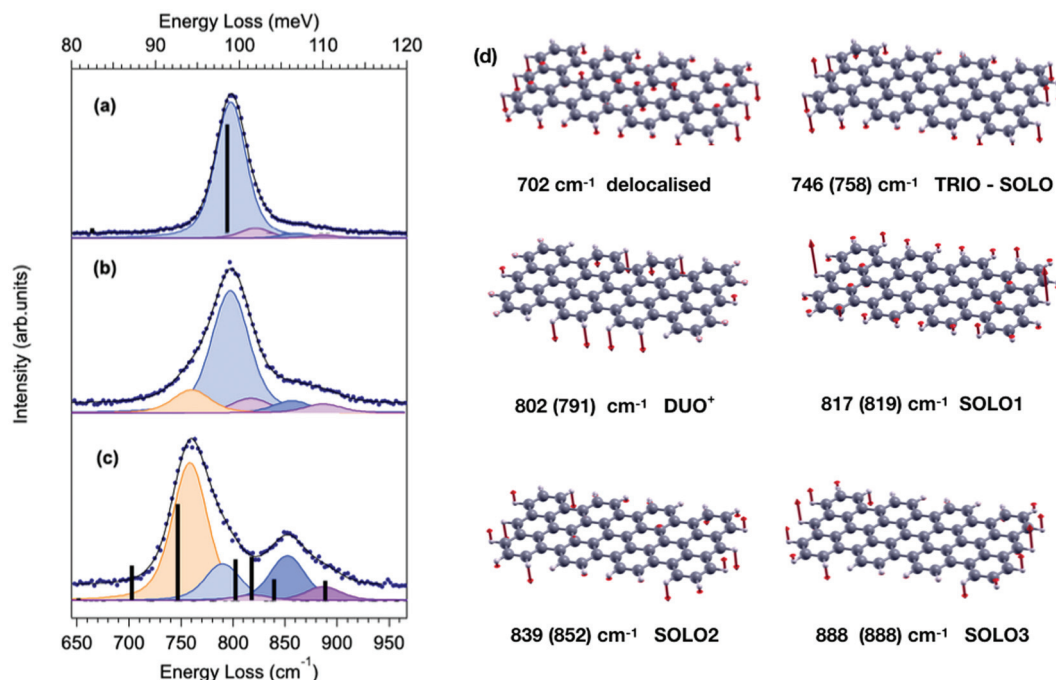 Energy Loss (meV)
80 90 100 110 120
(a)
(b)
(c)
Intensity (arb.units)
650 700 750 800 850 900 950
Energy Loss (cm-1)
(d)
702 cm-1 delocalised
746 (758) cm-1 TRIO - SOLO
802 (791) cm-1 DUO+
817 (819) cm-1 SOLO1
839 (852) cm-1 SOLO2
888 (888) cm-1 SOLO3